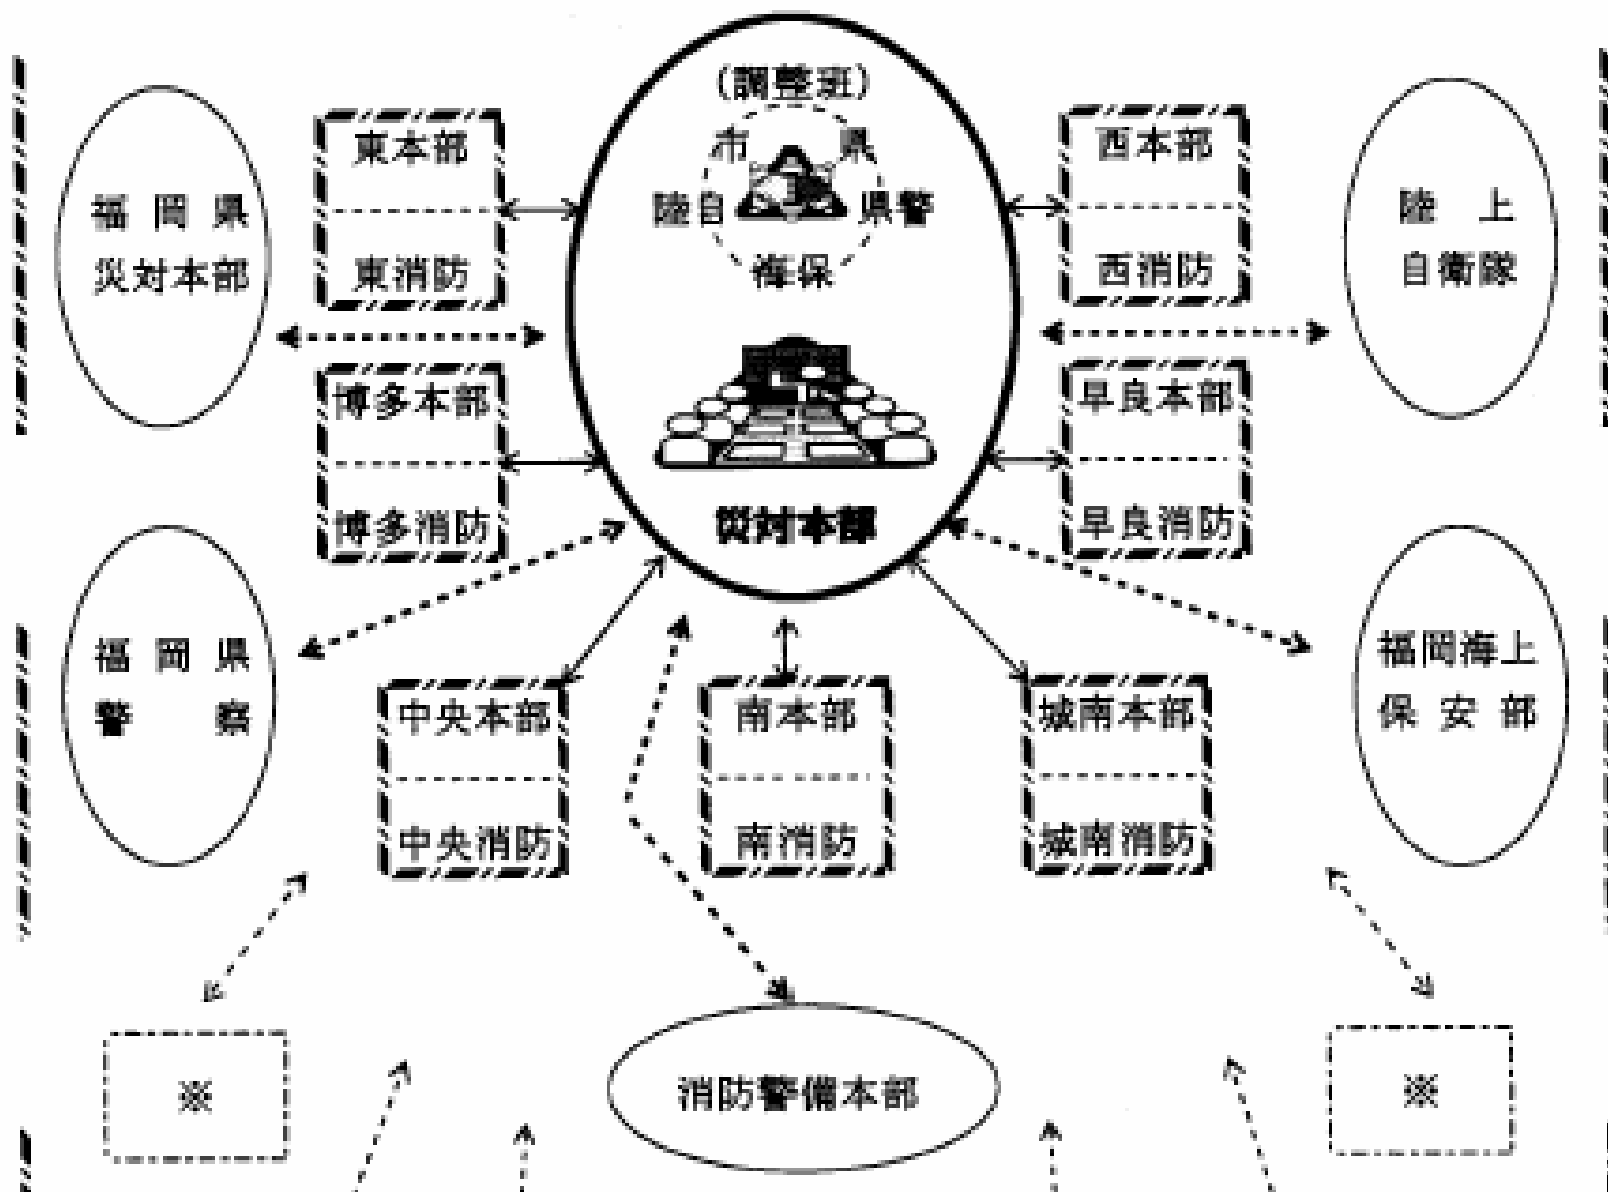 (調整班)
市 県
陸自 県警
海保
災対本部
福岡県
災対本部
東本部
東消防
西本部
西消防
陸上
自衛隊
博多本部
博多消防
早良本部
早良消防
福岡県
警察
中央本部
中央消防
南本部
南消防
城南本部
城南消防
福岡海上
保安部
※
消防警備本部
※